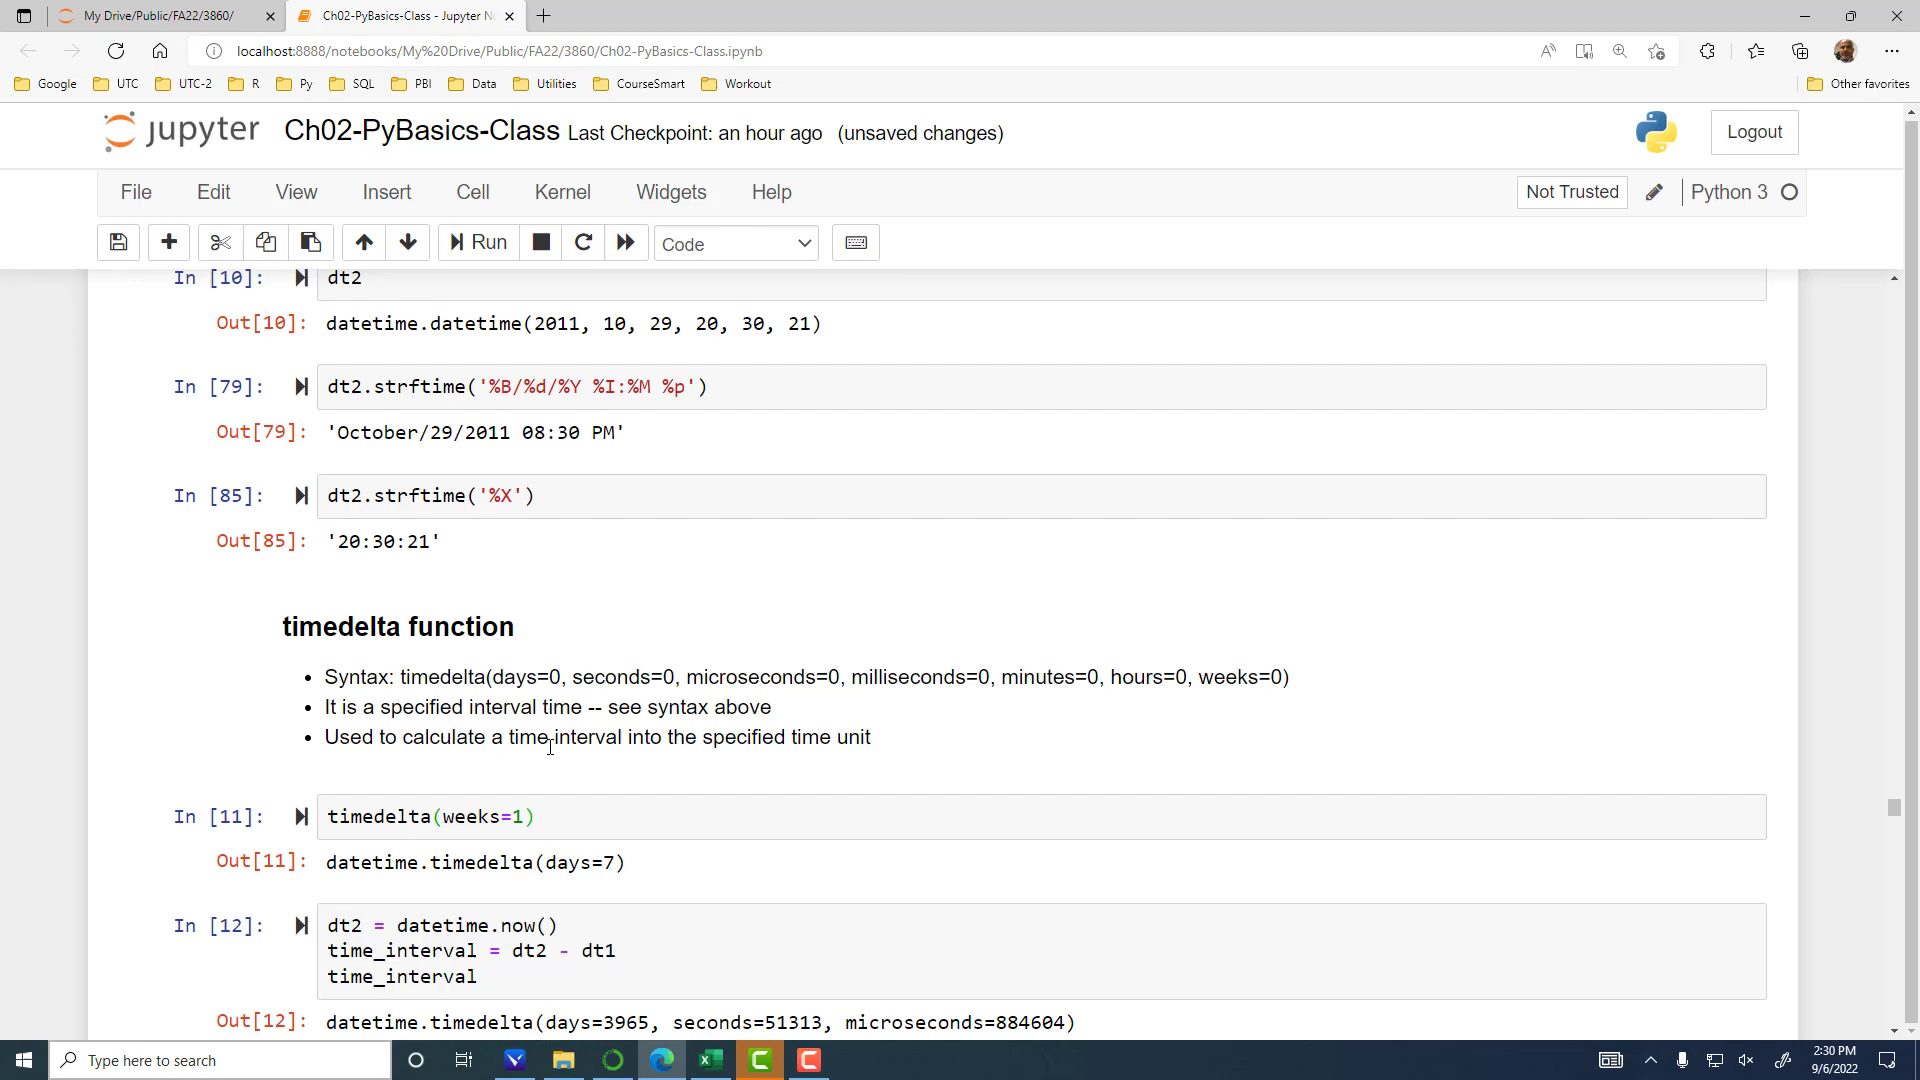 My Drive/Public/FA22/3860/
Ch02-PyBasics-Class - Jupyter No
localhost:8888/notebooks/My%20Drive/Public/FA22/3860/Ch02-PyBasics-Class.ipynb
Google UTC UTC-2 R Py SQL PBI Data Utilities CourseSmart Workout Other favorites
jupyter Ch02-PyBasics-Class Last Checkpoint: an hour ago (unsaved changes) Logout
File Edit View Insert Cell Kernel Widgets Help Not Trusted Python 3
Run Code
In [10]: dt2
Out[10]: datetime.datetime(2011, 10, 29, 20, 30, 21)
In [79]: dt2.strftime('%B/%d/%Y %I:%M %p')
Out[79]: 'October/29/2011 08:30 PM'
In [85]: dt2.strftime('%X')
Out[85]: '20:30:21'
timedelta function
• Syntax: timedelta(days=0, seconds=0, microseconds=0, milliseconds=0, minutes=0, hours=0, weeks=0)
• It is a specified interval time -- see syntax above
• Used to calculate a time interval into the specified time unit
In [11]: timedelta(weeks=1)
Out[11]: datetime.timedelta(days=7)
In [12]: dt2 = datetime.now()
time_interval = dt2 - dt1
time_interval
Out[12]: datetime.timedelta(days=3965, seconds=51313, microseconds=884604)
Type here to search
2:30 PM
9/6/2022